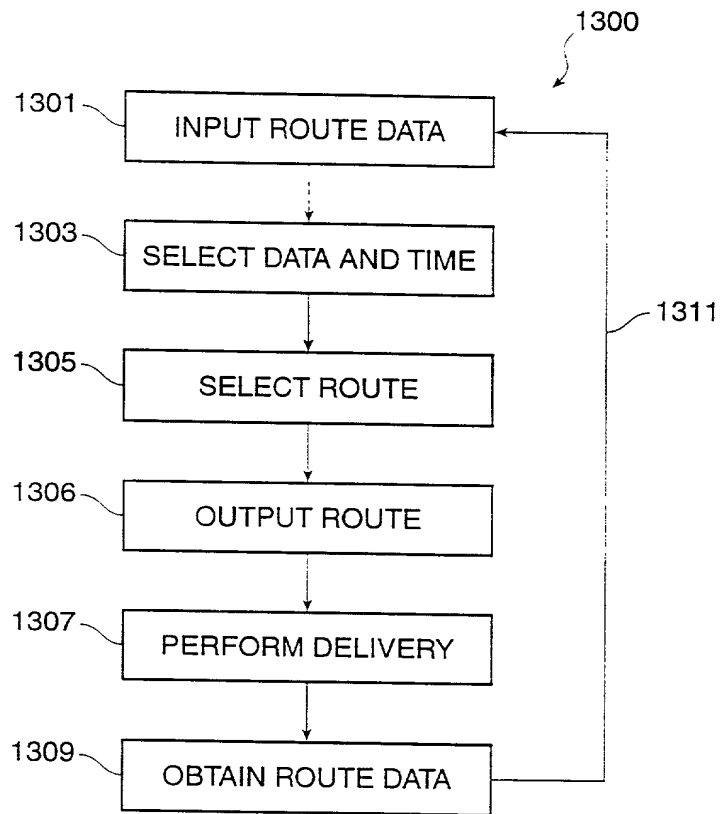 1300
1301
INPUT ROUTE DATA
1303
SELECT DATA AND TIME
1311
1305
SELECT ROUTE
1306
OUTPUT ROUTE
1307
PERFORM DELIVERY
1309
OBTAIN ROUTE DATA